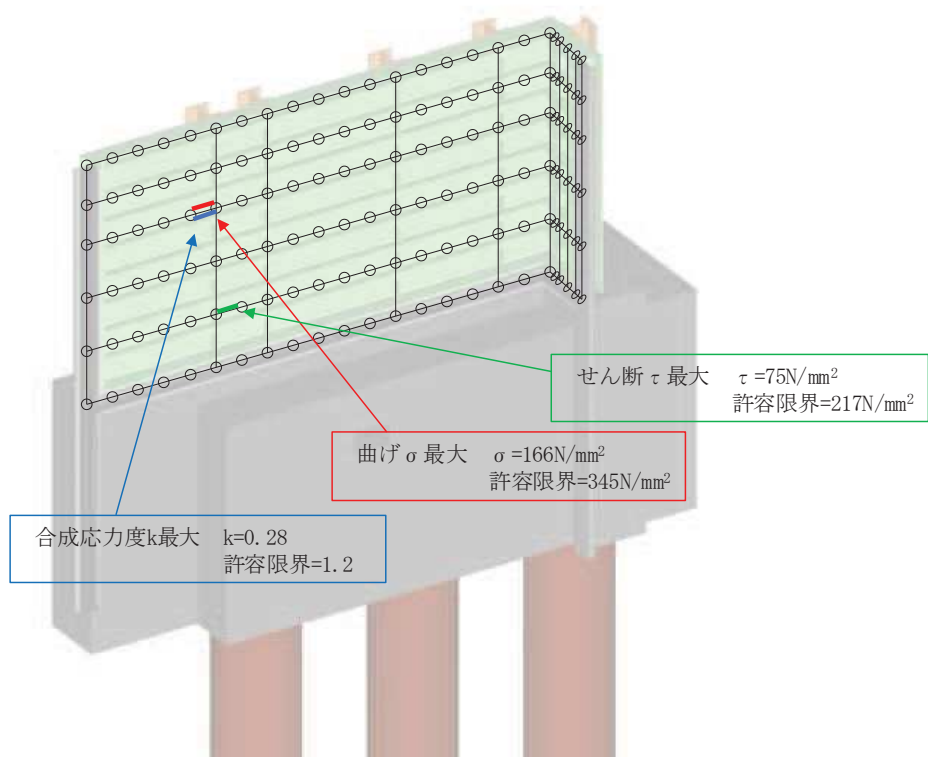 せん断τ最大 τ=75N/mm²
許容限界=217N/mm²
曲げσ最大 σ=166N/mm²
許容限界=345N/mm²
合成応力度k最大 k=0.28
許容限界=1.2